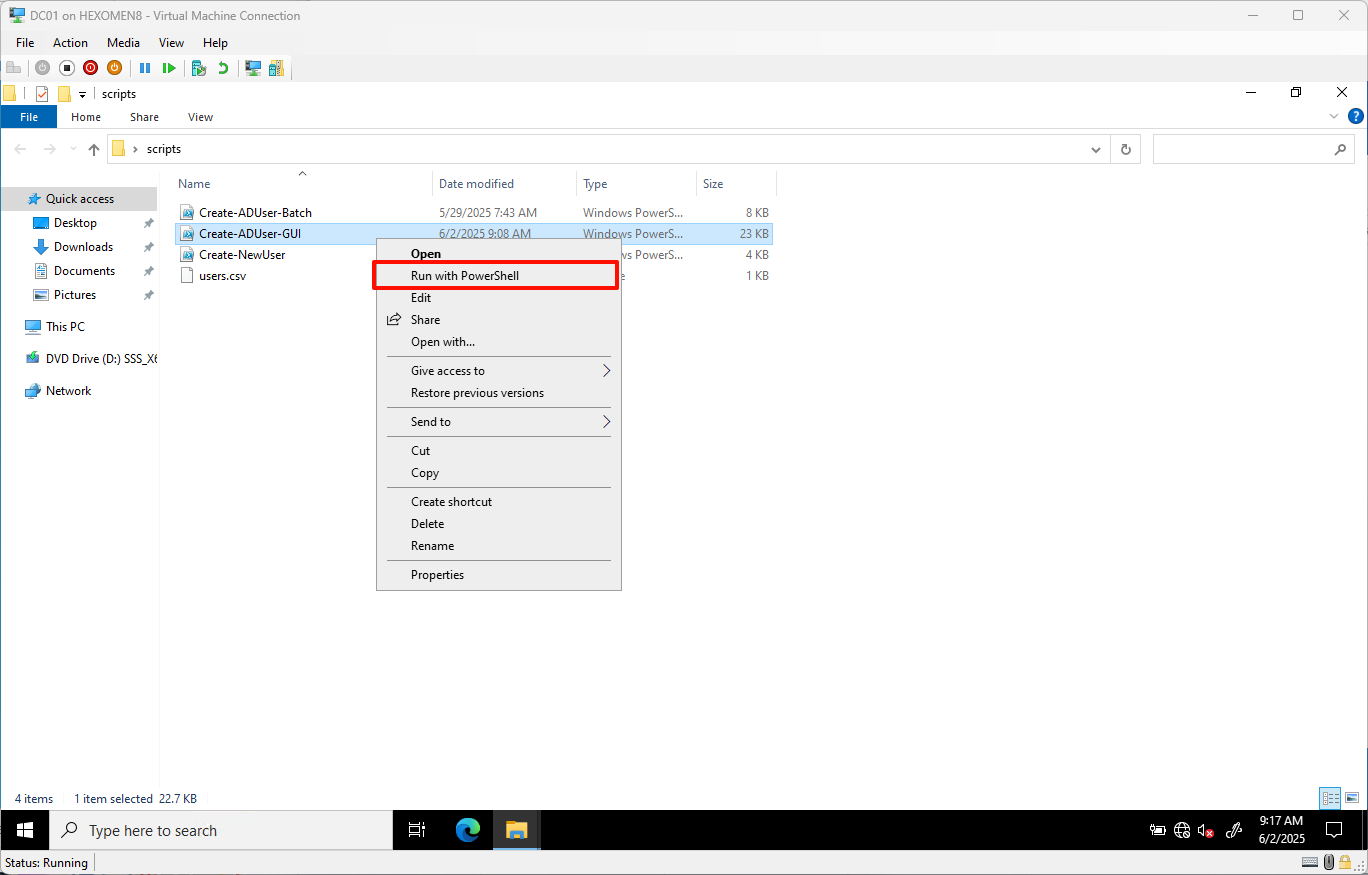 DC01 on HEXOMEN8 - Virtual Machine Connection
File Action Media View Help
scripts
File Home Share View
scripts
Name Date modified Type Size
Quick access
Desktop
Downloads
Documents
Pictures
This PC
DVD Drive (D:) SSS_X6
Network
Create-ADUser-Batch 5/29/2025 7:43 AM Windows PowerS... 8 KB
Create-ADUser-GUI 6/2/2025 9:08 AM Windows PowerS... 23 KB
Create-NewUser ws PowerS... 4 KB
users.csv e 1 KB
Open
Run with PowerShell
Edit
Share
Open with...
Give access to
Restore previous versions
Send to
Cut
Copy
Create shortcut
Delete
Rename
Properties
4 items 1 item selected 22.7 KB
Type here to search
9:17 AM
6/2/2025
Status: Running